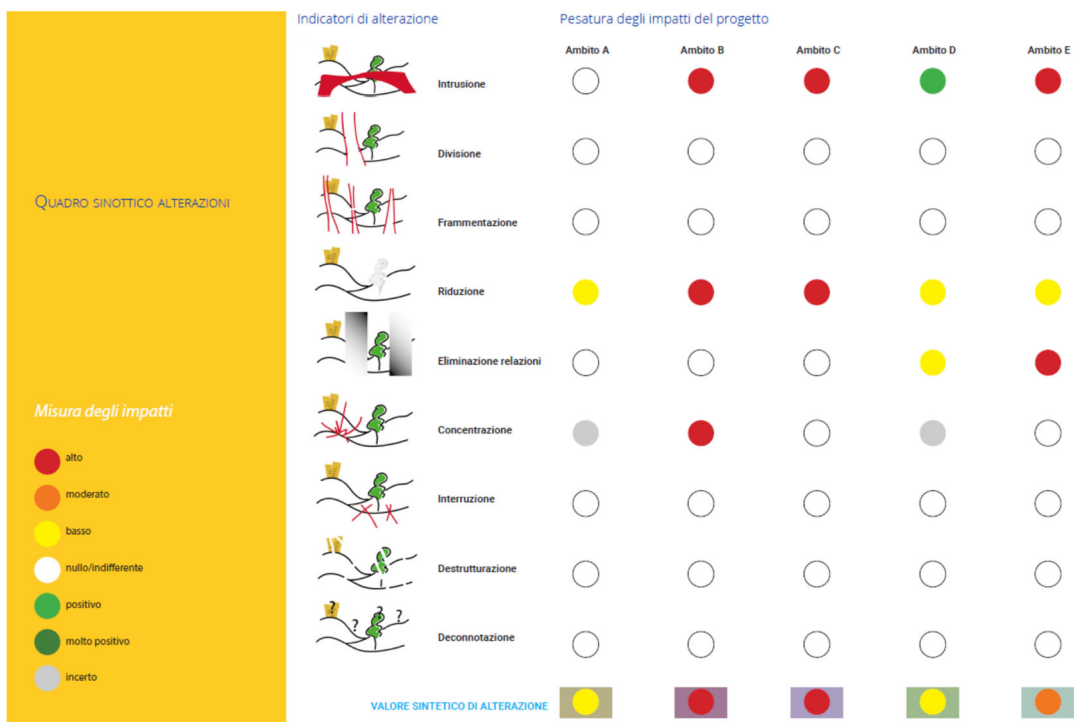 Indicatori di alterazione
Pesatura degli impatti del progetto
Ambito A
Ambito B
Ambito C
Ambito D
Ambito E
Intrusione
Divisione
QUADRO SINOTTICO ALTERAZIONI
Frammentazione
Riduzione
Eliminazione relazioni
Misura degli impatti
alto
moderato
basso
nullo/indifferente
positivo
molto positivo
incerto
Concentrazione
Interruzione
Destrutturazione
? ? ? ?
Deconnotazione
VALORE SINTETICO DI ALTERAZIONE